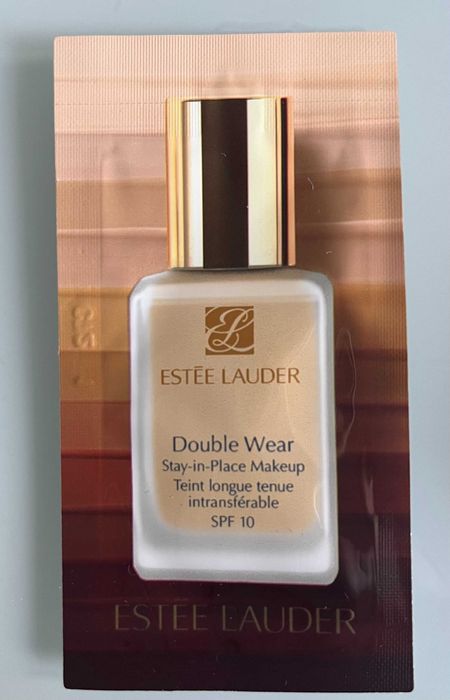 ESTĒE LAUDER
Double Wear
Stay-in-Place Makeup
Teint longue tenue
intransférable
SPF 10
ESTĒE LAUDER